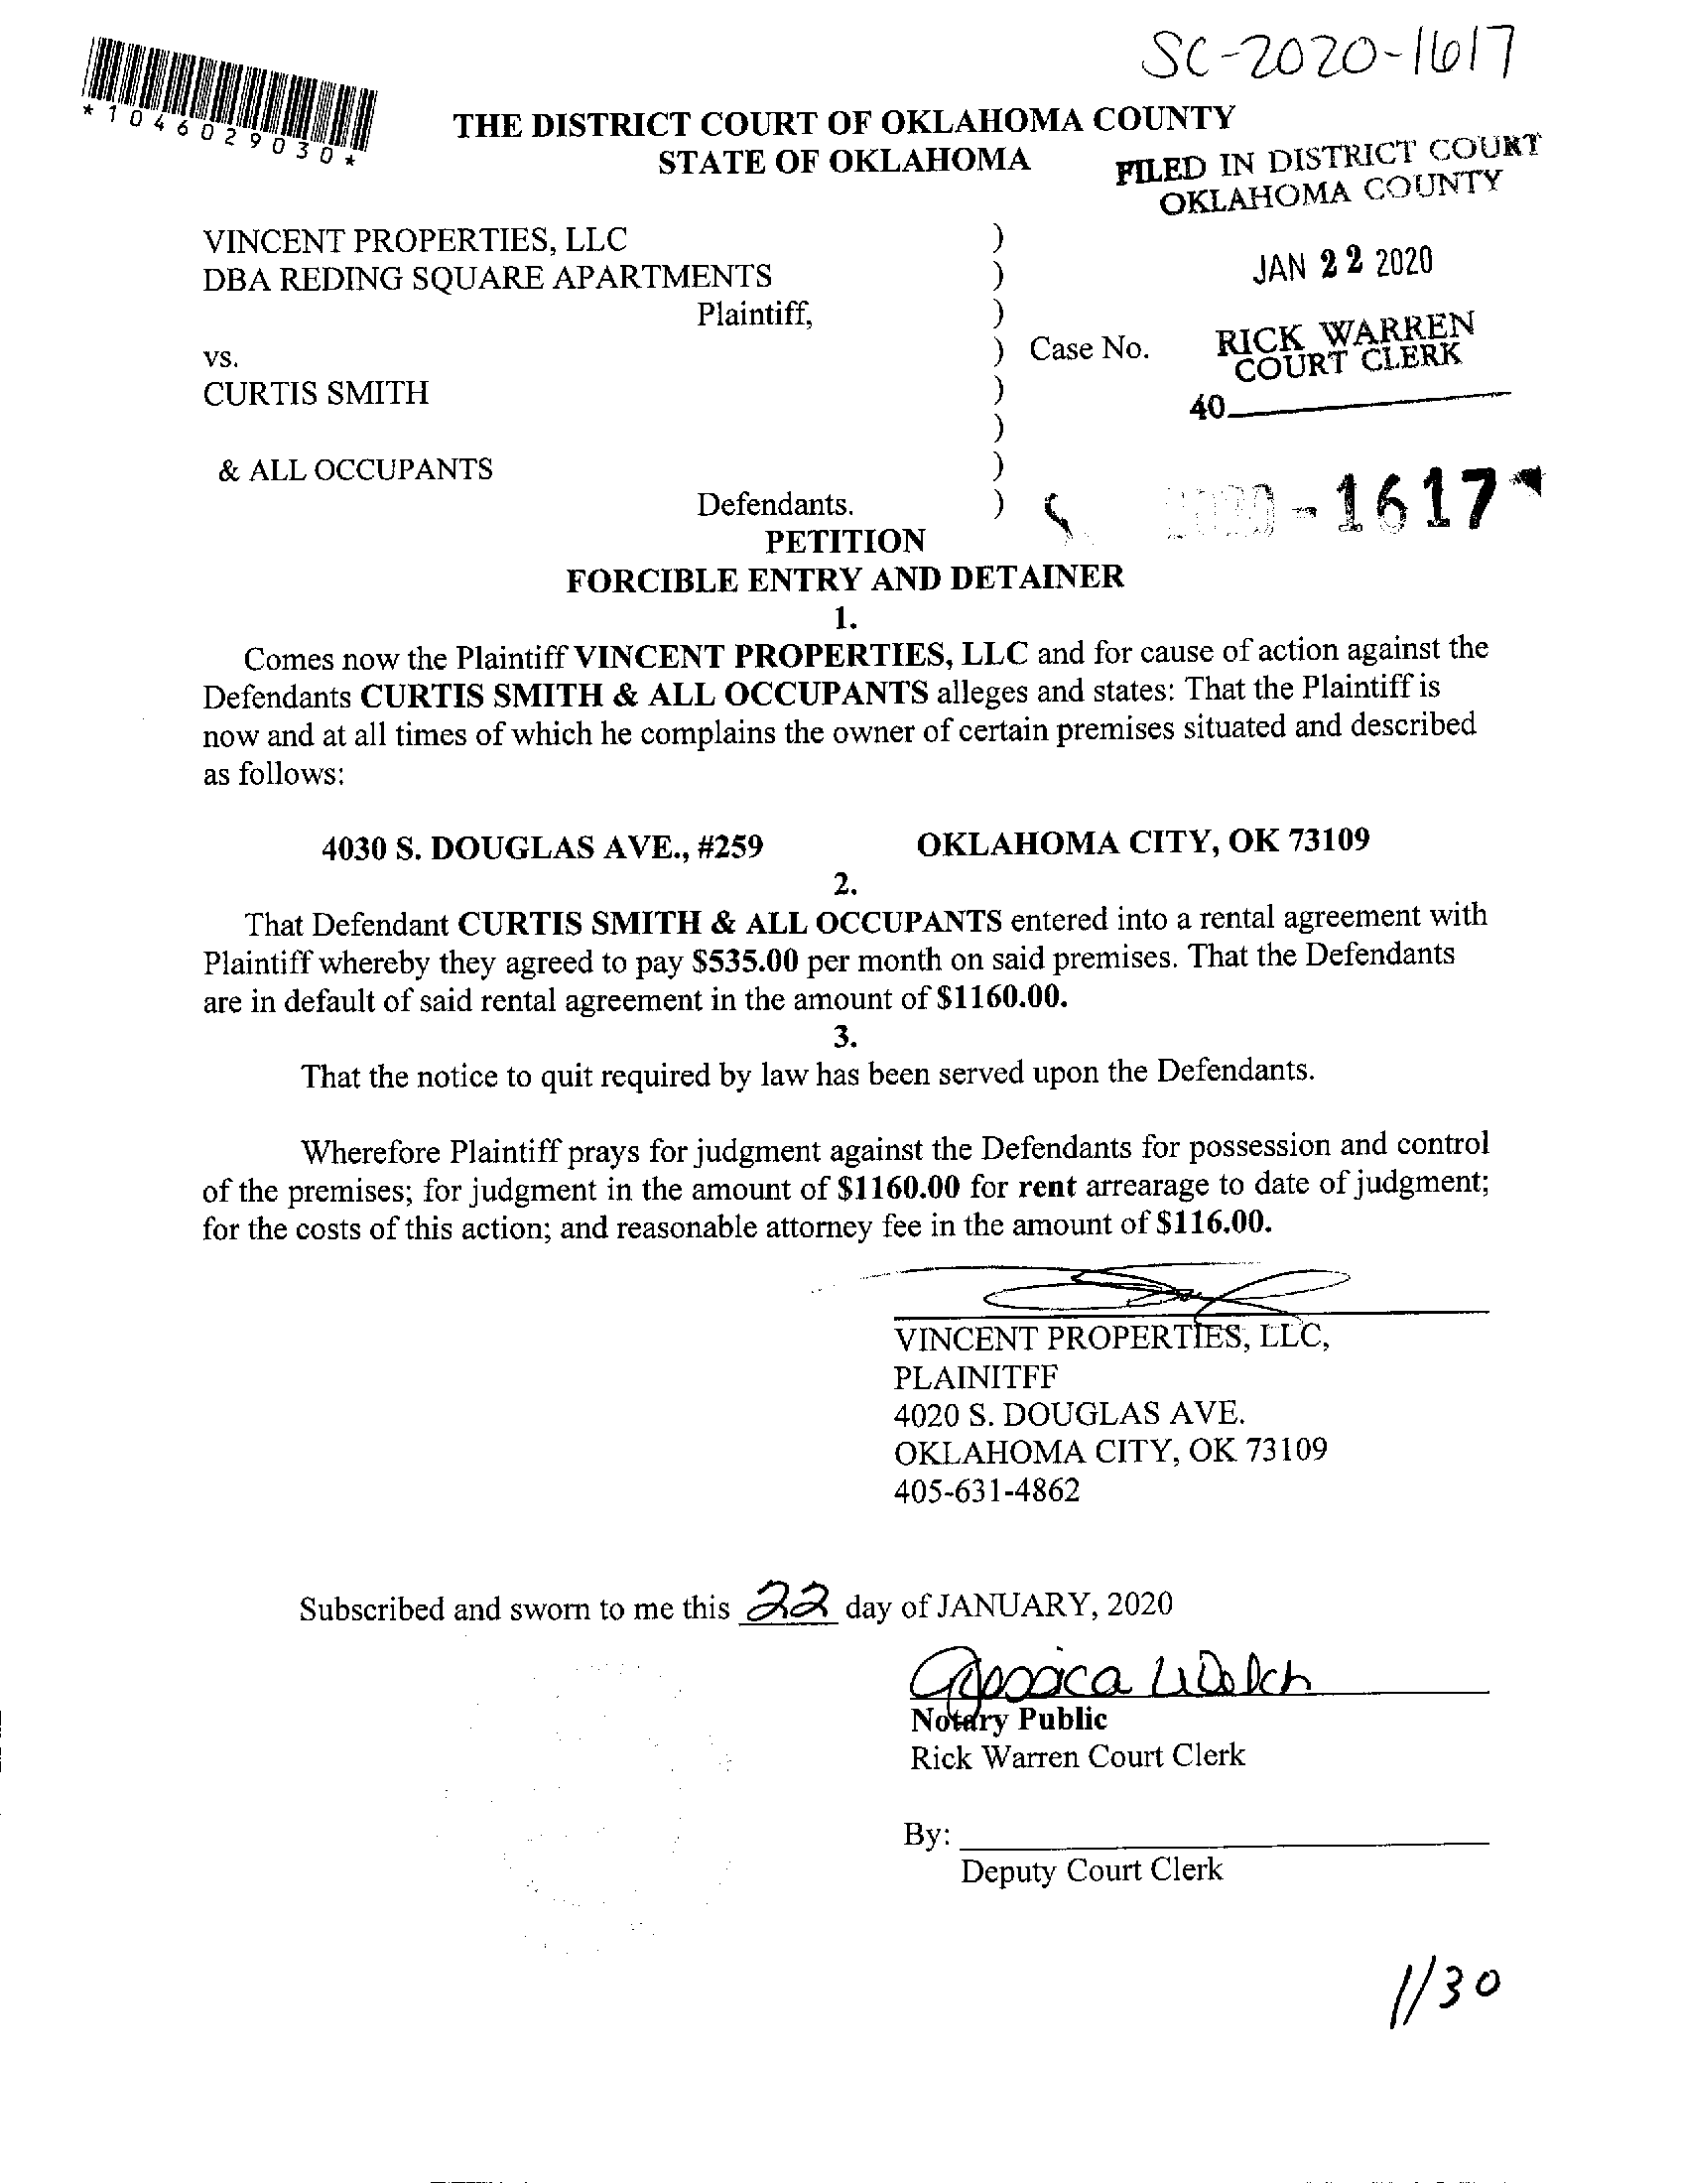 SC-2020-1617
*1046029030*
THE DISTRICT COURT OF OKLAHOMA COUNTY
STATE OF OKLAHOMA
FILED IN DISTRICT COURT
OKLAHOMA COUNTY
VINCENT PROPERTIES, LLC )
DBA REDING SQUARE APARTMENTS )
JAN 22 2020
Plaintiff, )
vs. ) Case No.
RICK WARREN
COURT CLERK
CURTIS SMITH )
40
)
& ALL OCCUPANTS )
Defendants. )
2020-1617
PETITION
FORCIBLE ENTRY AND DETAINER
1.
Comes now the Plaintiff VINCENT PROPERTIES, LLC and for cause of action against the
Defendants CURTIS SMITH & ALL OCCUPANTS alleges and states: That the Plaintiff is
now and at all times of which he complains the owner of certain premises situated and described
as follows:
4030 S. DOUGLAS AVE., #259 OKLAHOMA CITY, OK 73109
2.
That Defendant CURTIS SMITH & ALL OCCUPANTS entered into a rental agreement with
Plaintiff whereby they agreed to pay $535.00 per month on said premises. That the Defendants
are in default of said rental agreement in the amount of $1160.00.
3.
That the notice to quit required by law has been served upon the Defendants.
Wherefore Plaintiff prays for judgment against the Defendants for possession and control
of the premises; for judgment in the amount of $1160.00 for rent arrearage to date of judgment;
for the costs of this action; and reasonable attorney fee in the amount of $116.00.
VINCENT PROPERTIES, LLC,
PLAINITFF
4020 S. DOUGLAS AVE.
OKLAHOMA CITY, OK 73109
405-631-4862
Subscribed and sworn to me this 22 day of JANUARY, 2020
Jessica Welch
Notary Public
Rick Warren Court Clerk
By:
Deputy Court Clerk
1/30